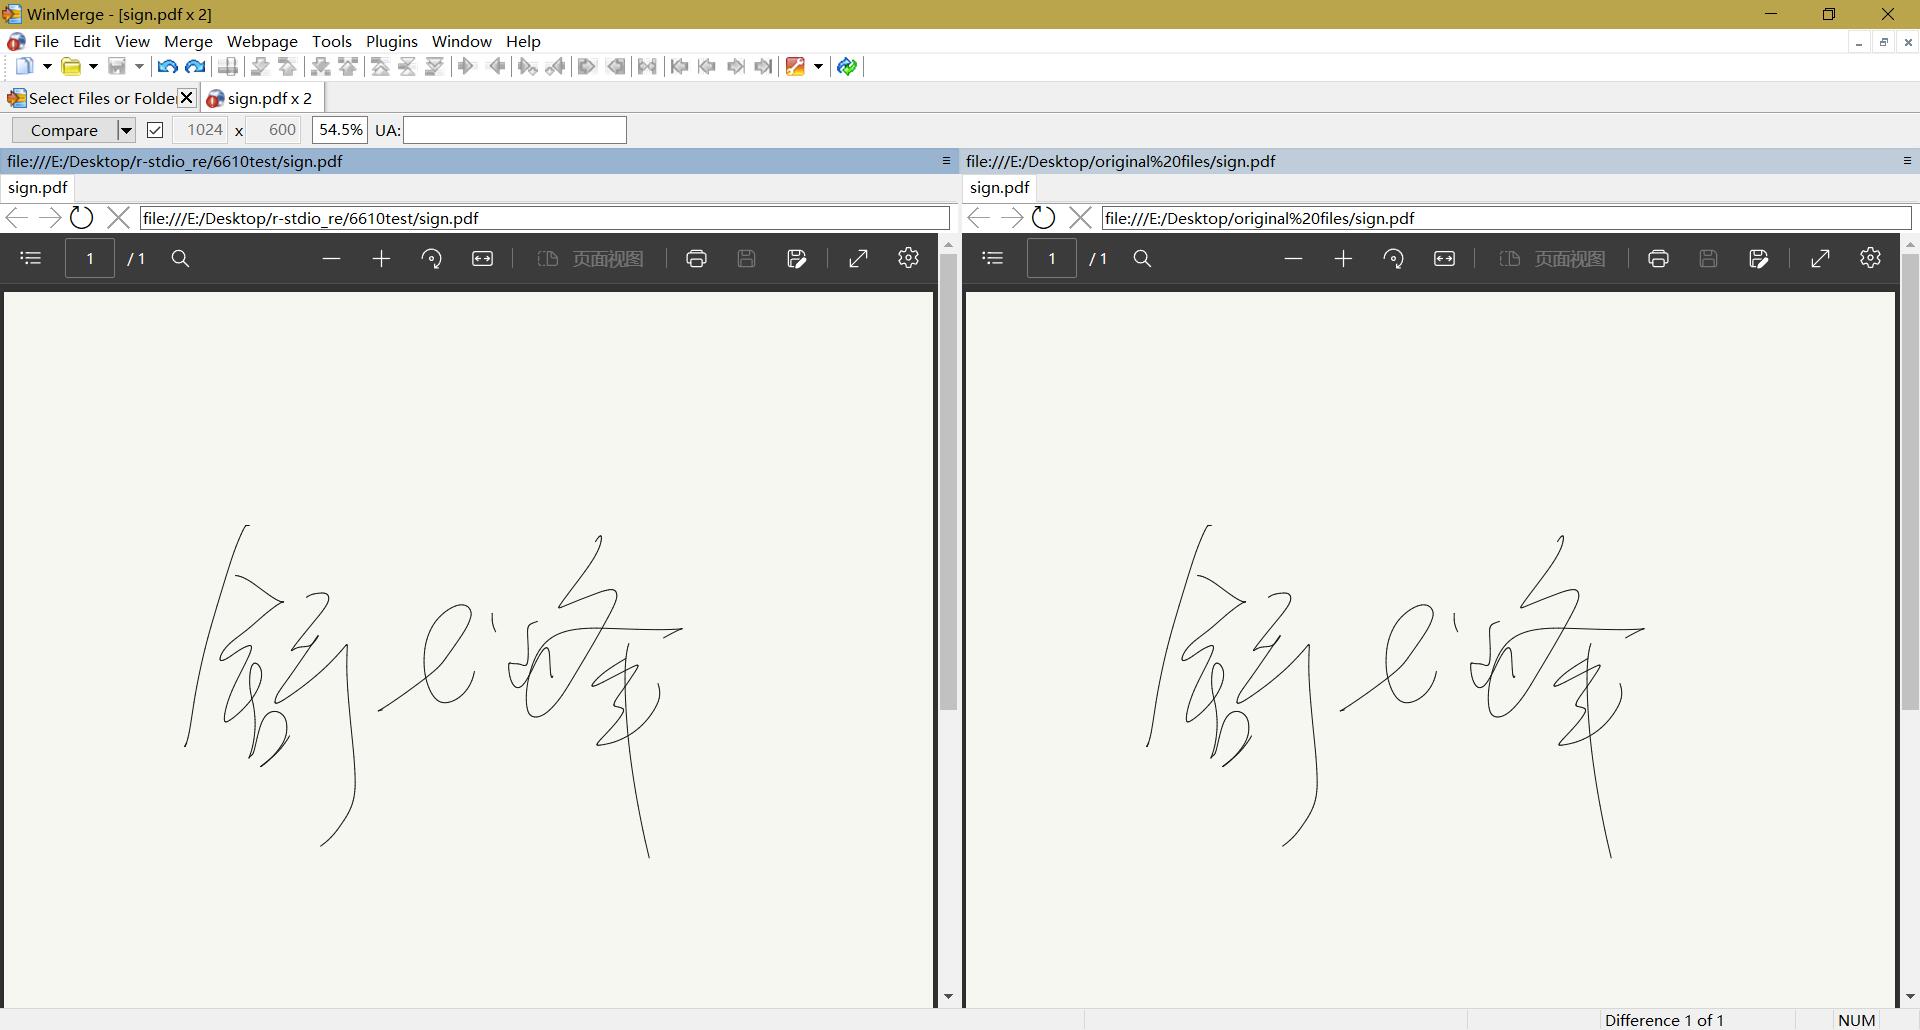 WinMerge - [sign.pdf x 2]
File Edit View Merge Webpage Tools Plugins Window Help
Select Files or Folde sign.pdf x 2
Compare 1024 x 600 54.5% UA:
file:///E:/Desktop/r-stdio_re/6610test/sign.pdf file:///E:/Desktop/original%20files/sign.pdf
sign.pdf sign.pdf
file:///E:/Desktop/r-stdio_re/6610test/sign.pdf file:///E:/Desktop/original%20files/sign.pdf
1 / 1 页面视图 1 / 1 页面视图
Difference 1 of 1 NUM